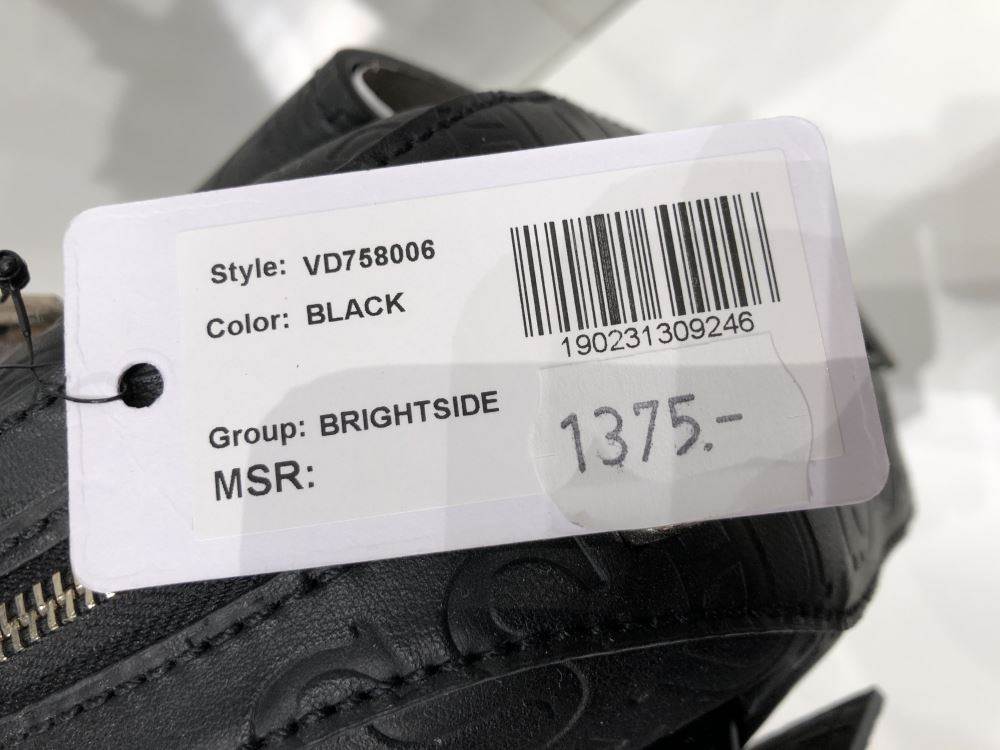 Style: VD758006
Color: BLACK
190231309246
Group: BRIGHTSIDE
1375.-
MSR: